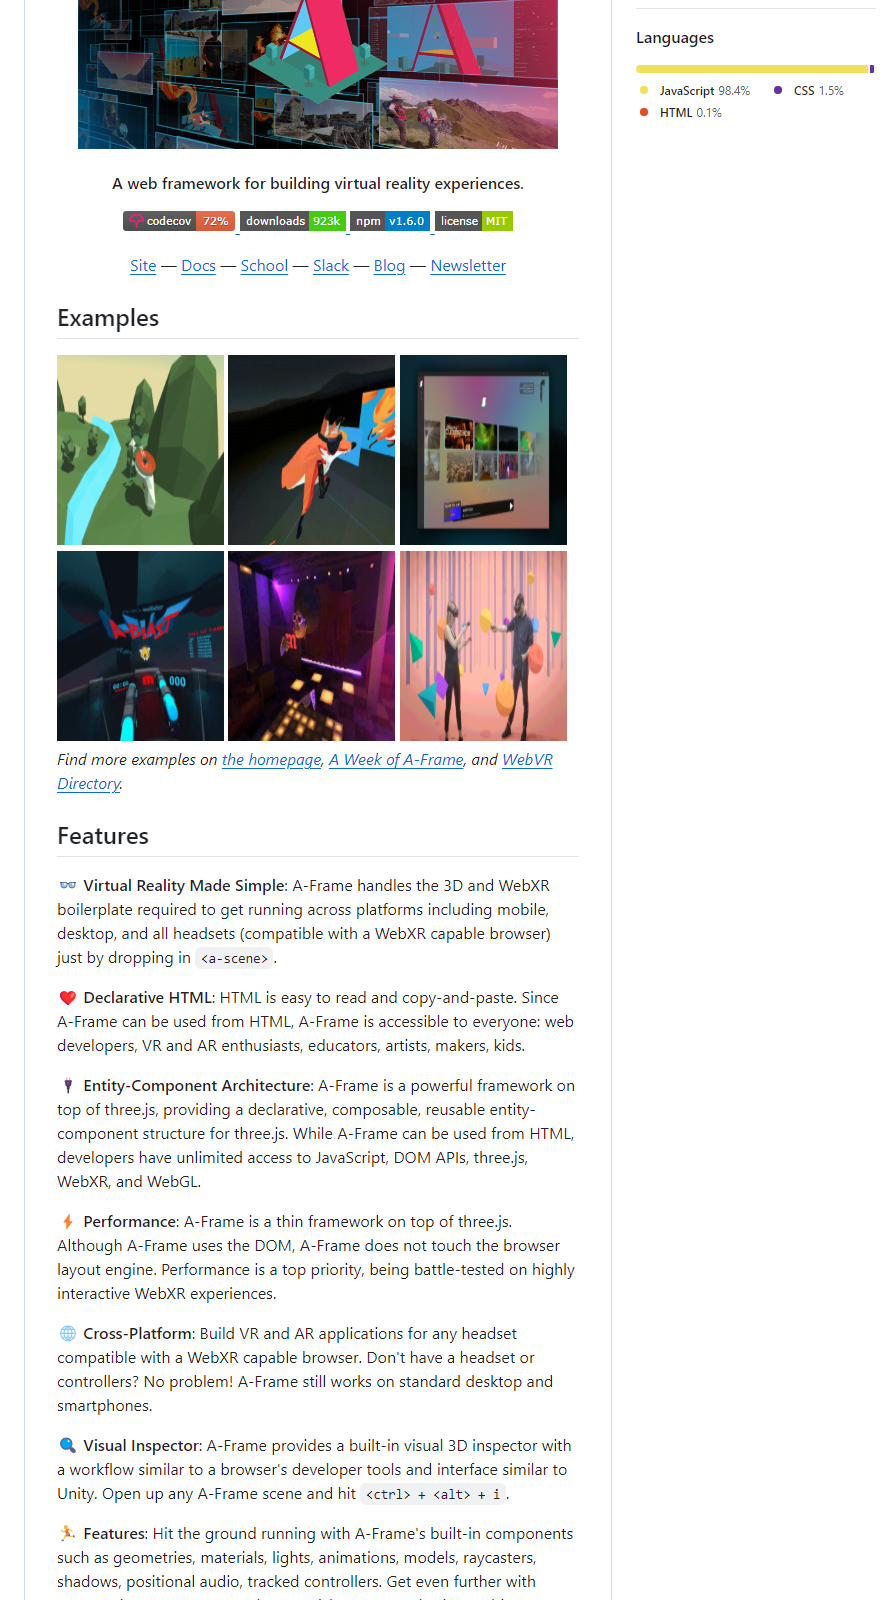 Languages
JavaScript 98.4% CSS 1.5%
HTML 0.1%
A web framework for building virtual reality experiences.
codecov 72% downloads 923k npm v1.6.0 license MIT
Site — Docs — School — Slack — Blog — Newsletter
Examples
A-BLAST
000
Find more examples on the homepage, A Week of A-Frame, and WebVR
Directory.
Features
👓 Virtual Reality Made Simple: A-Frame handles the 3D and WebXR
boilerplate required to get running across platforms including mobile,
desktop, and all headsets (compatible with a WebXR capable browser)
just by dropping in <a-scene>.
❤️ Declarative HTML: HTML is easy to read and copy-and-paste. Since
A-Frame can be used from HTML, A-Frame is accessible to everyone: web
developers, VR and AR enthusiasts, educators, artists, makers, kids.
🔌 Entity-Component Architecture: A-Frame is a powerful framework on
top of three.js, providing a declarative, composable, reusable entity-
component structure for three.js. While A-Frame can be used from HTML,
developers have unlimited access to JavaScript, DOM APIs, three.js,
WebXR, and WebGL.
⚡ Performance: A-Frame is a thin framework on top of three.js.
Although A-Frame uses the DOM, A-Frame does not touch the browser
layout engine. Performance is a top priority, being battle-tested on highly
interactive WebXR experiences.
🌐 Cross-Platform: Build VR and AR applications for any headset
compatible with a WebXR capable browser. Don't have a headset or
controllers? No problem! A-Frame still works on standard desktop and
smartphones.
🔍 Visual Inspector: A-Frame provides a built-in visual 3D inspector with
a workflow similar to a browser's developer tools and interface similar to
Unity. Open up any A-Frame scene and hit <ctrl> + <alt> + i.
🏃 Features: Hit the ground running with A-Frame's built-in components
such as geometries, materials, lights, animations, models, raycasters,
shadows, positional audio, tracked controllers. Get even further with